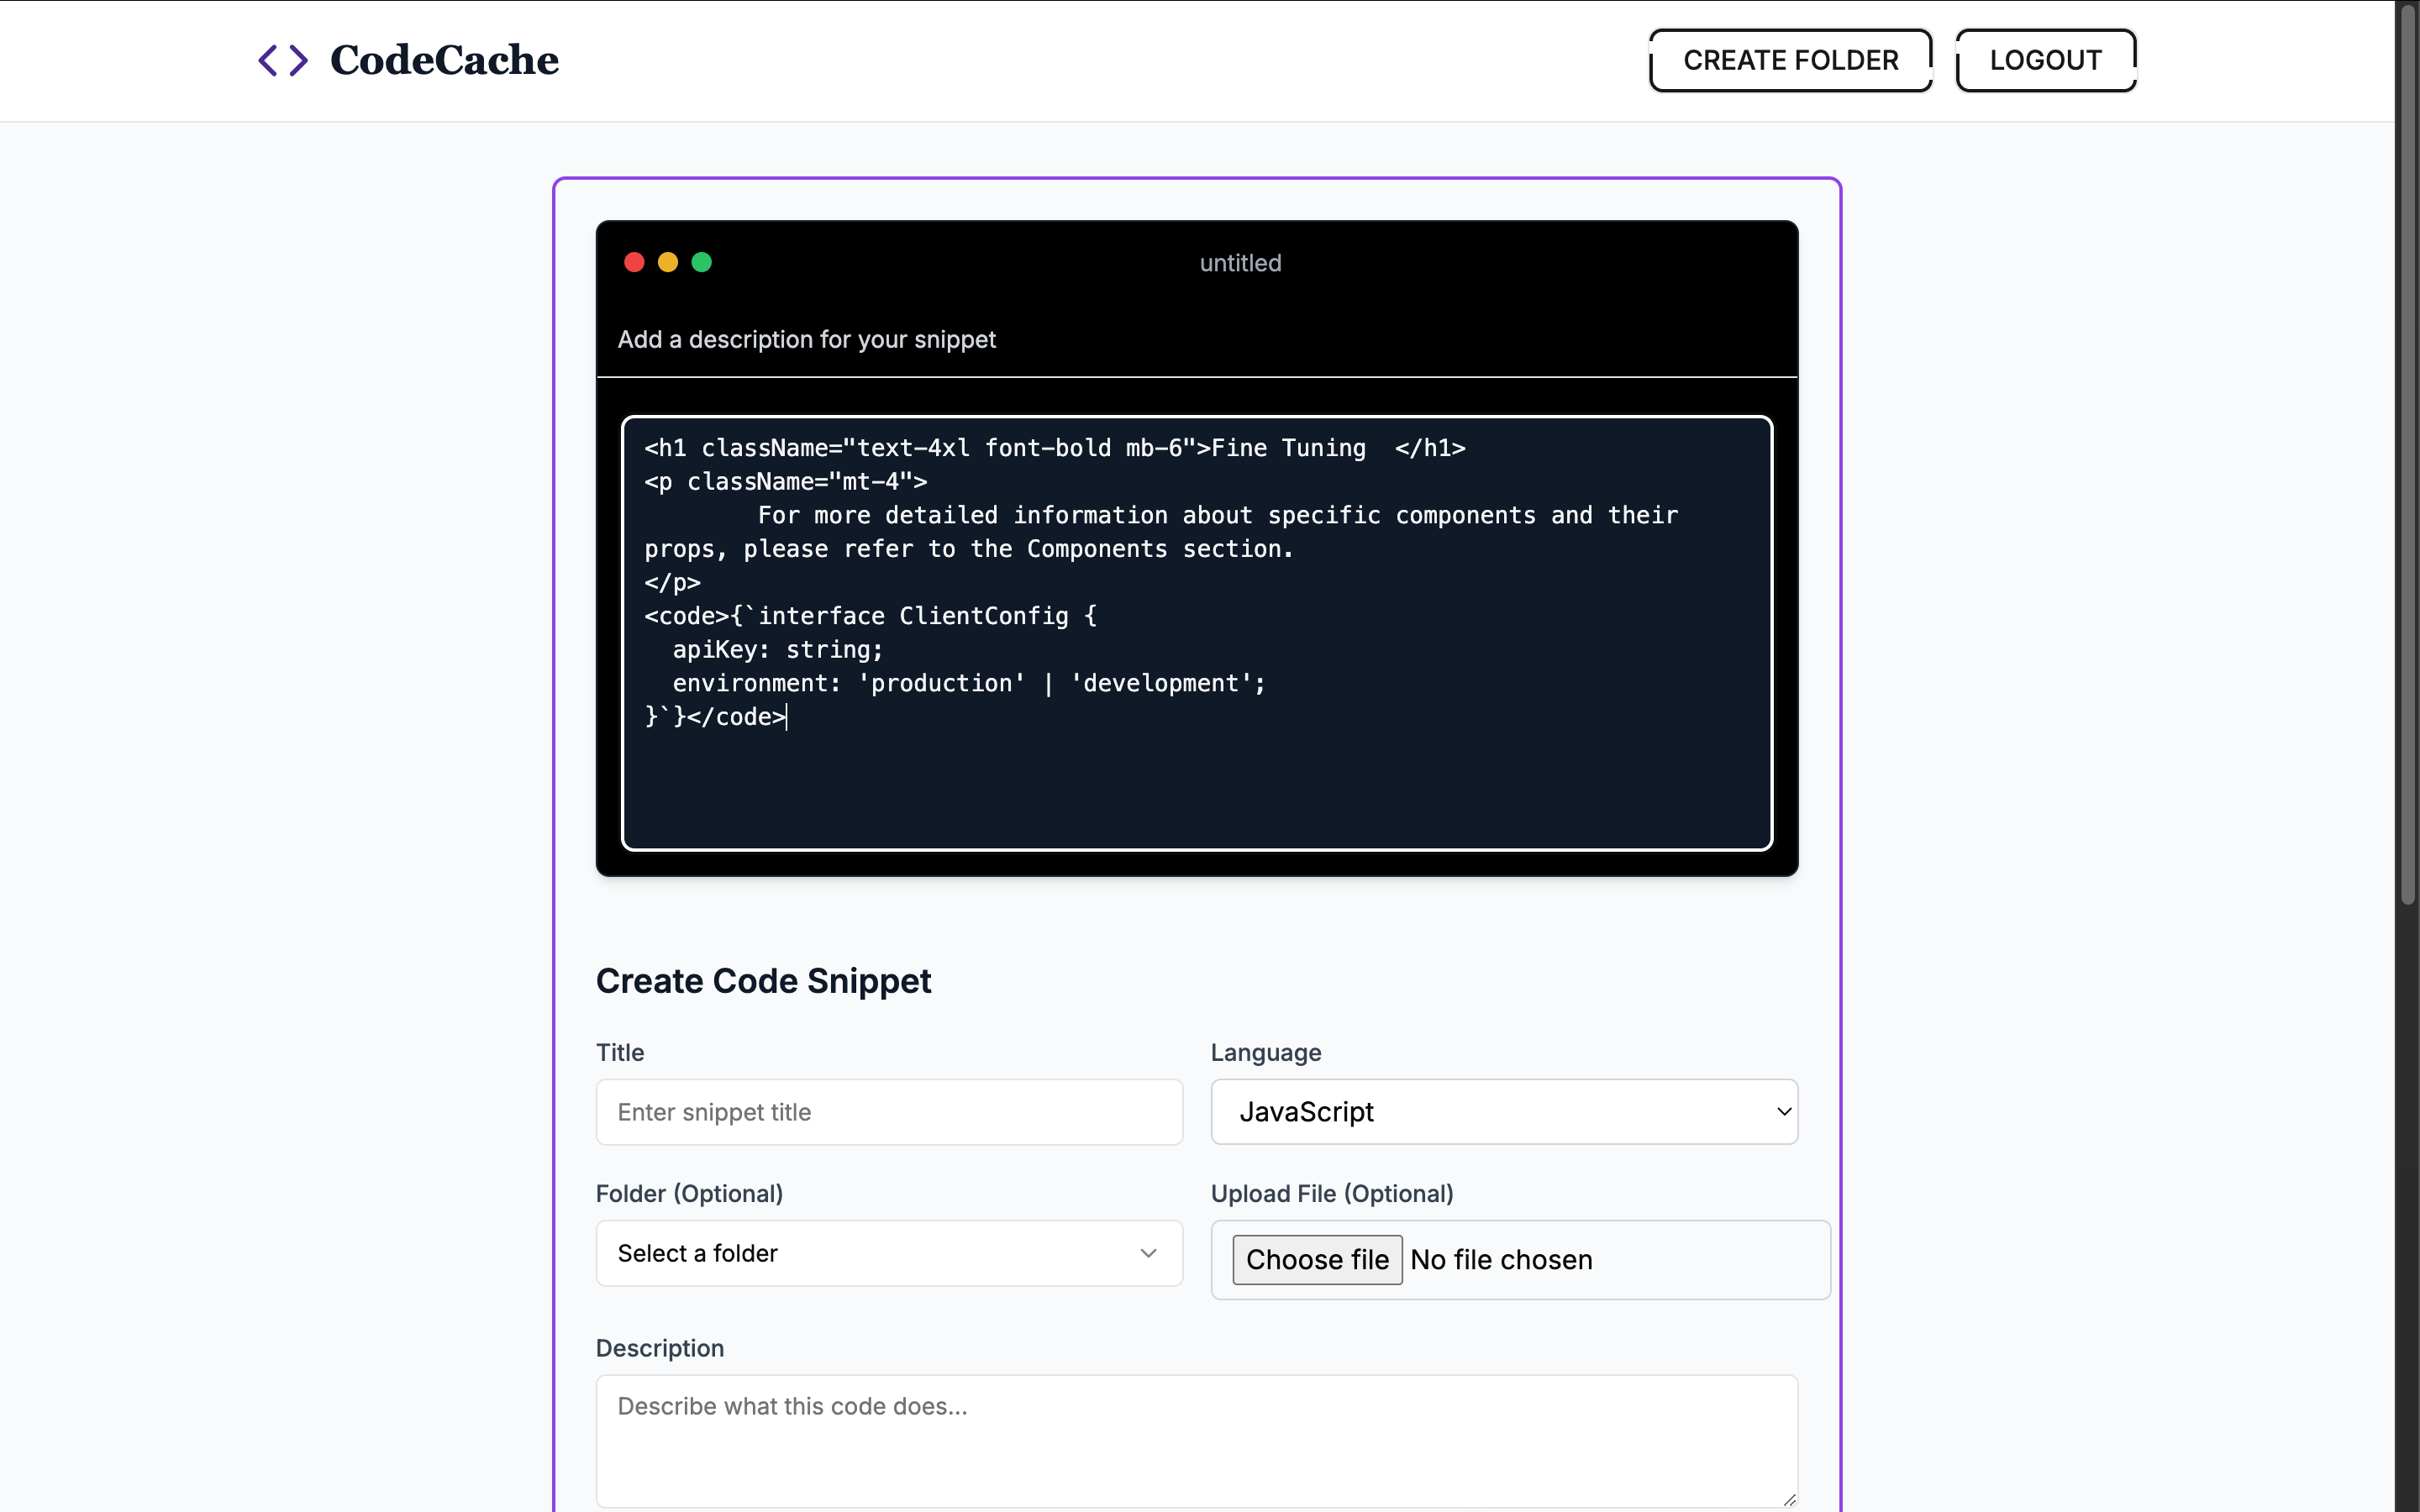 CodeCache
CREATE FOLDER
LOGOUT
untitled
Add a description for your snippet
<h1 className="text-4xl font-bold mb-6">Fine Tuning  </h1>
<p className="mt-4">
        For more detailed information about specific components and their
props, please refer to the Components section.
</p>
<code>{`interface ClientConfig {
  apiKey: string;
  environment: 'production' | 'development';
}`}</code>
Create Code Snippet
Title
Language
Enter snippet title
JavaScript
Folder (Optional)
Upload File (Optional)
Select a folder
Choose file No file chosen
Description
Describe what this code does...